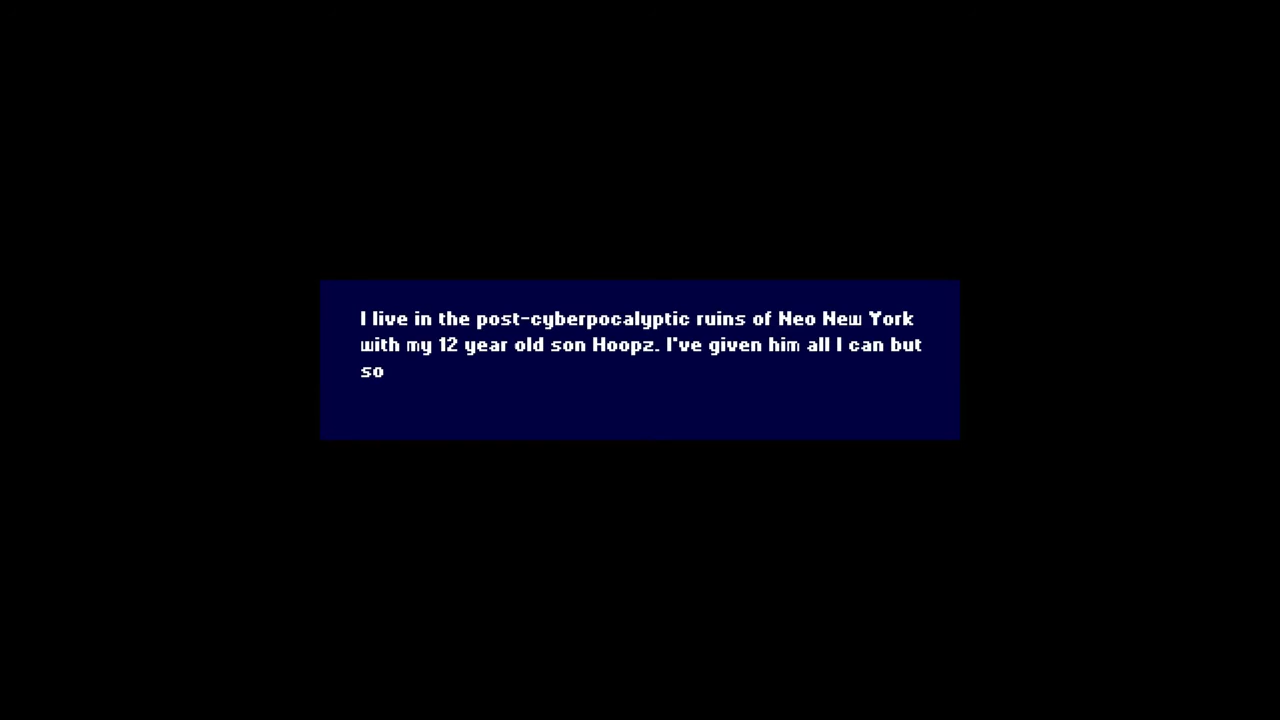 I live in the post-cyberpocalyptic ruins of Neo New York
with my 12 year old son Hoopz. I've given him all I can but
so